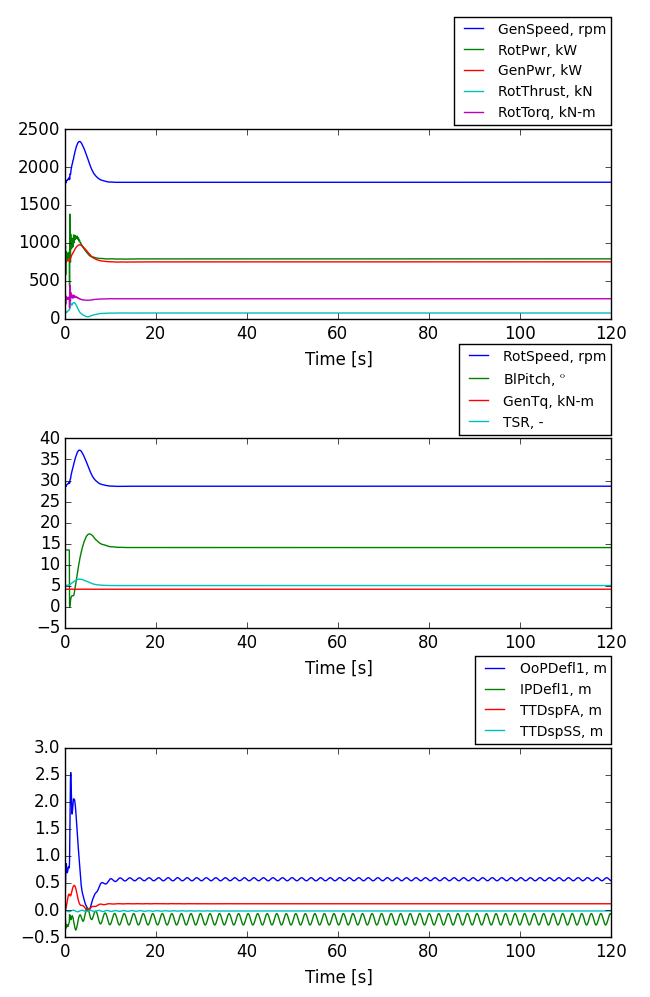 GenSpeed, rpm
RotPwr, kW
GenPwr, kW
RotThrust, kN
RotTorq, kN-m
2500
2000
1500
1000
500
0
0 20 40 60 80 100 120
Time [s]
RotSpeed, rpm
BlPitch, °
GenTq, kN-m
TSR, -
40
35
30
25
20
15
10
5
0
−5
0 20 40 60 80 100 120
Time [s]
OoPDefl1, m
IPDefl1, m
TTDspFA, m
TTDspSS, m
3.0
2.5
2.0
1.5
1.0
0.5
0.0
−0.5
0 20 40 60 80 100 120
Time [s]